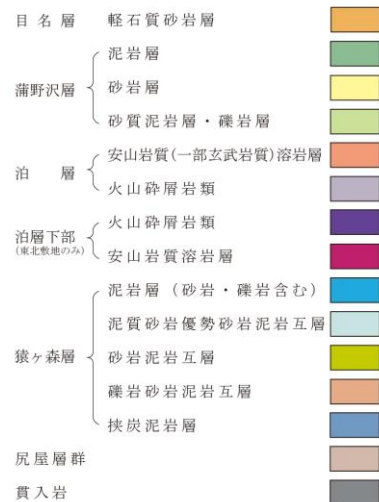 目名層 軽石質砂岩層
泥岩層
蒲野沢層 砂岩層
砂質泥岩層・礫岩層
泊層 安山岩質(一部玄武岩質)溶岩層
火山砕屑岩類
泊層下部 火山砕屑岩類
(東北敷地のみ) 安山岩質溶岩層
泥岩層(砂岩・礫岩含む)
泥質砂岩優勢砂岩泥岩互層
猿ヶ森層 砂岩泥岩互層
礫岩砂岩泥岩互層
挟炭泥岩層
尻屋層群
貫入岩